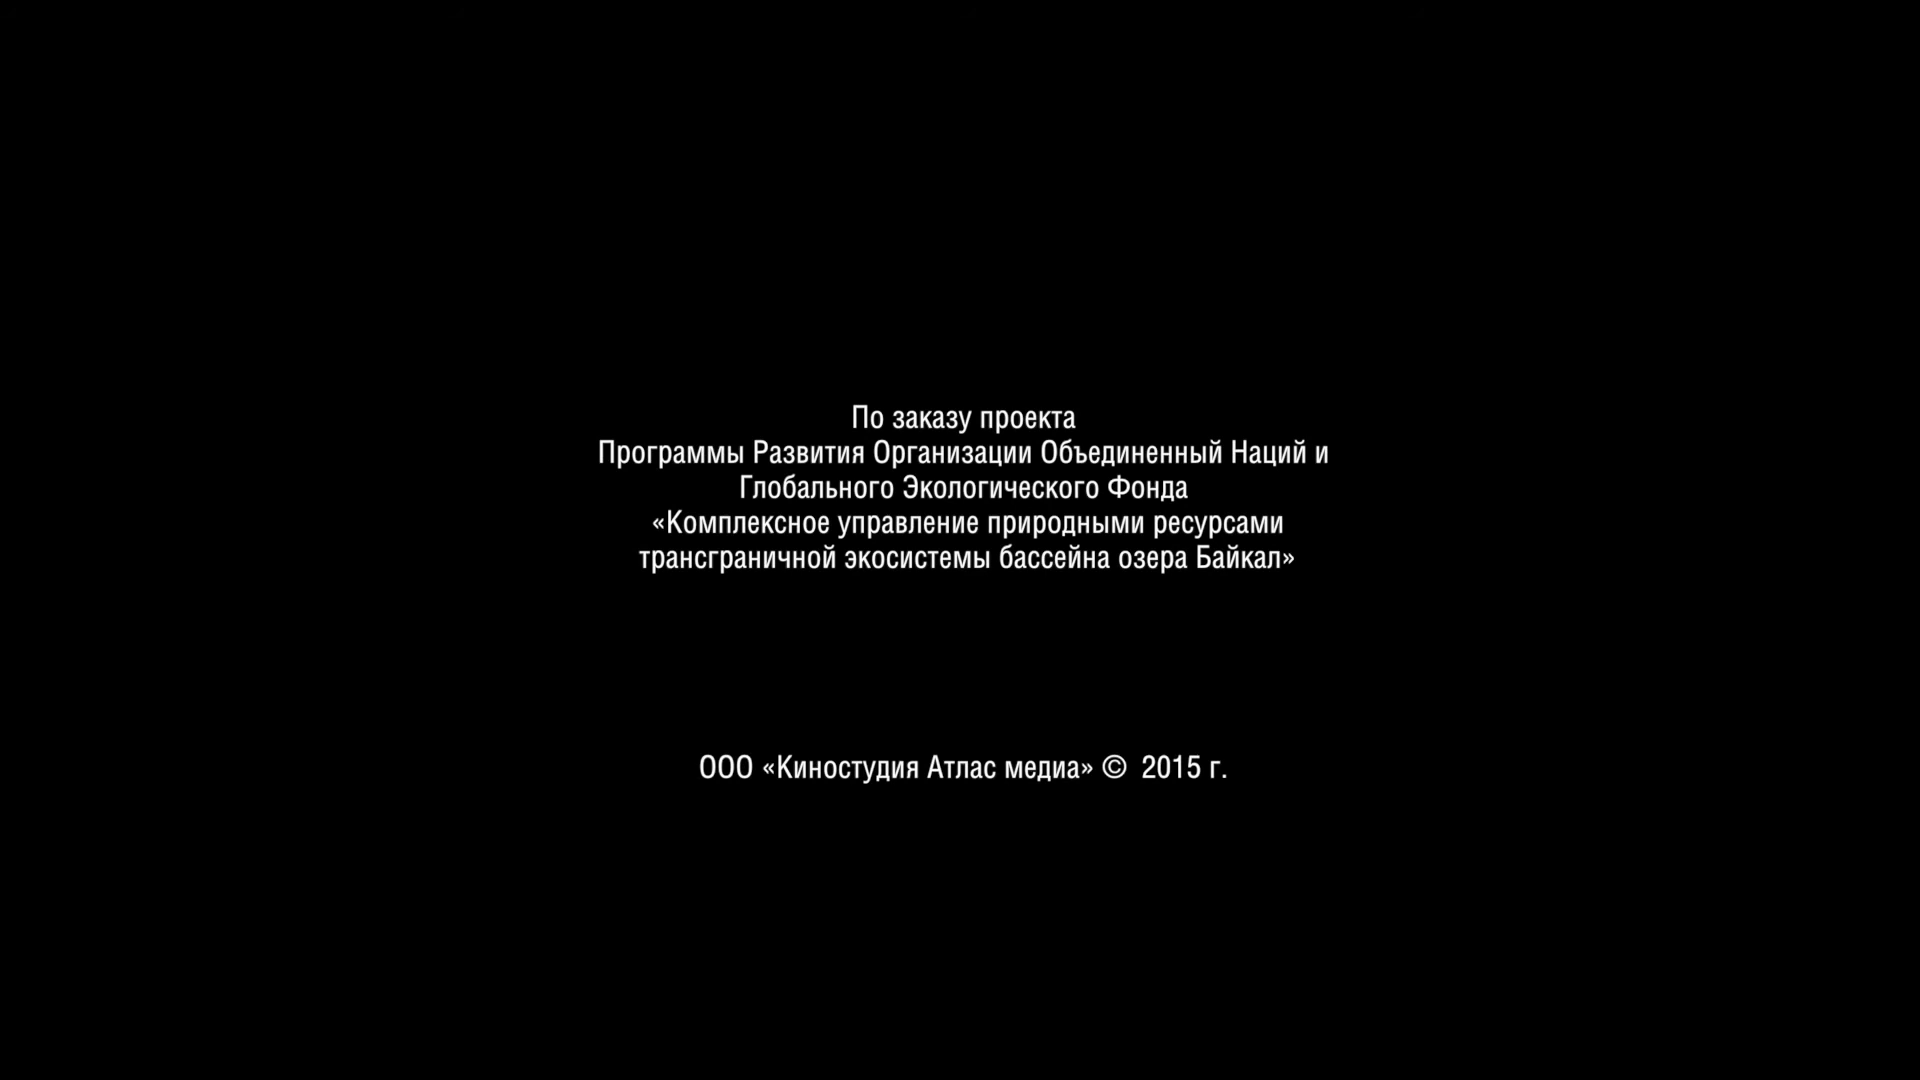 По заказу проекта
Программы Развития Организации Объединенный Наций и
Глобального Экологического Фонда
«Комплексное управление природными ресурсами
трансграничной экосистемы бассейна озера Байкал»
ООО «Киностудия Атлас медиа» © 2015 г.